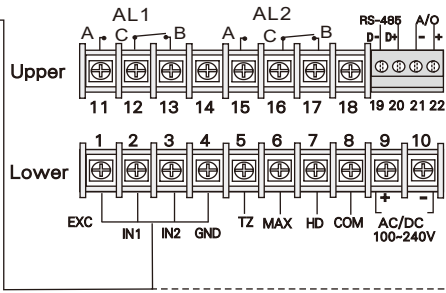 AL1 AL2
A C B A C B RS-485 A/O
D- D+ - +
Upper
11 12 13 14 15 16 17 18 19 20 21 22
1 2 3 4 5 6 7 8 9 10
Lower
+ -
EXC IN1 IN2 GND TZ MAX HD COM AC/DC
100~240V